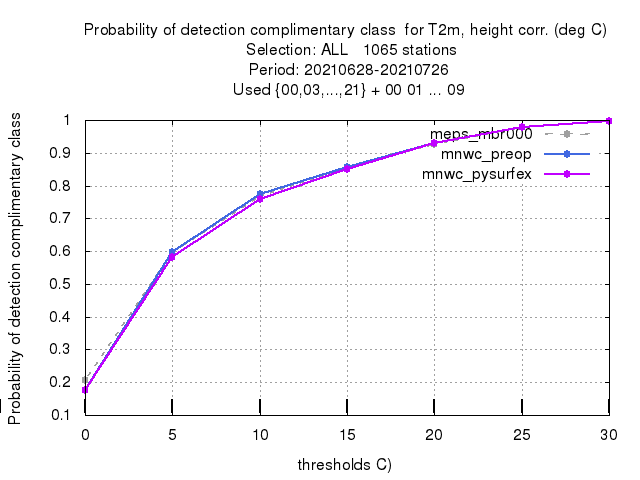 Probability of detection complimentary class  for T2m, height corr. (deg C)
Selection: ALL   1065 stations
Period: 20210628-20210726
Used {00,03,...,21} + 00 01 ... 09
Probability of detection complimentary class
1
0.9
0.8
0.7
0.6
0.5
0.4
0.3
0.2
0.1
meps_mbr000
mnwc_preop
mnwc_pysurfex
0 5 10 15 20 25 30
thresholds C)